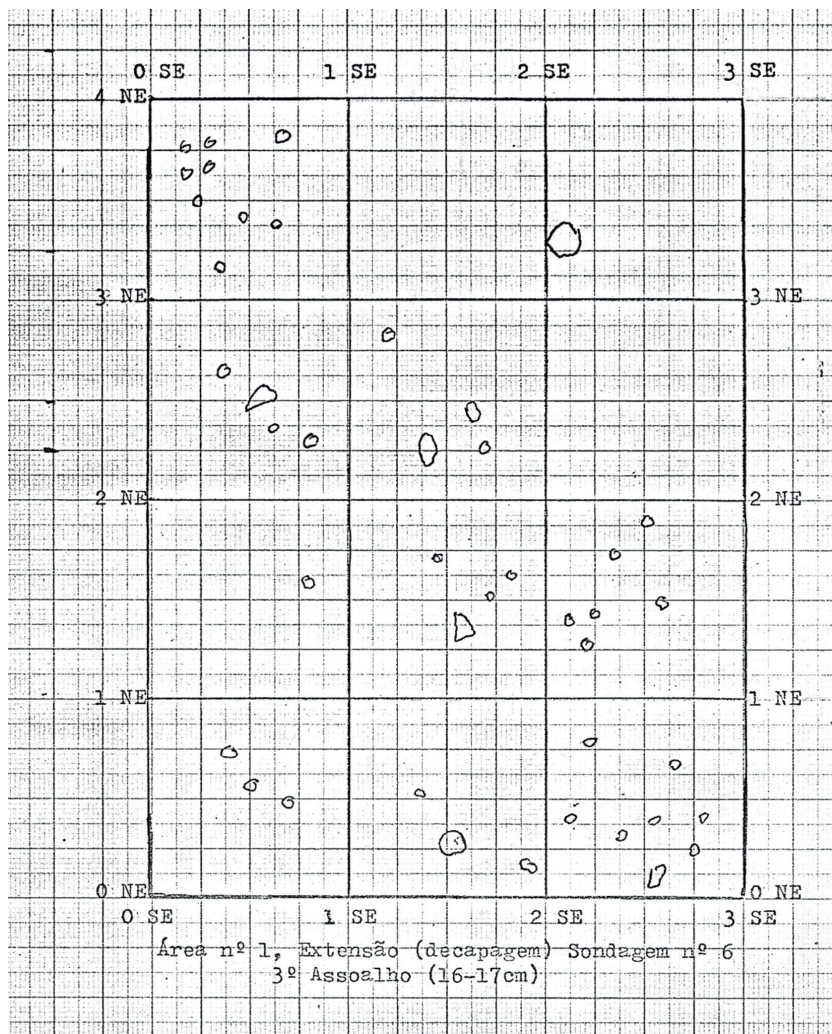 0 SE 1 SE 2 SE 3 SE
4 NE
3 NE 3 NE
2 NE 2 NE
1 NE 1 NE
0 NE 0 NE
0 SE 1 SE 2 SE 3 SE
Área nº 1, Extensão (decapagem) Sondagem nº 6
3º Assoalho (16-17cm)